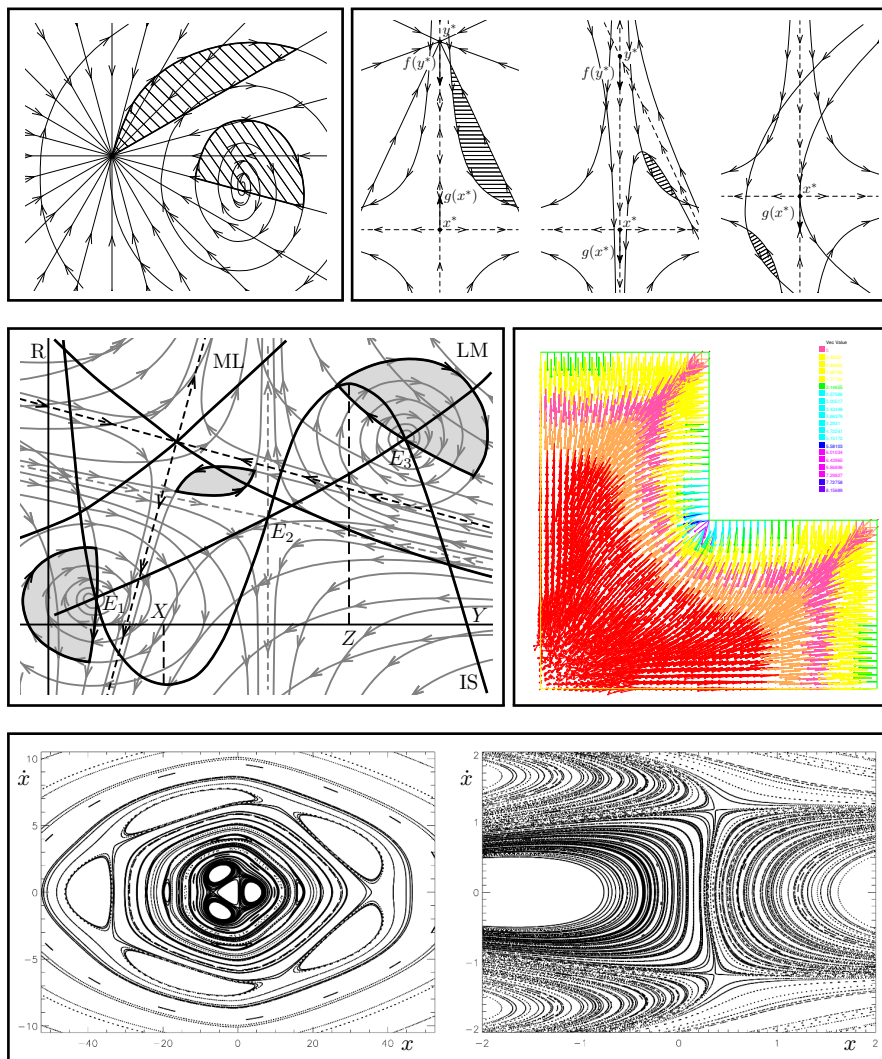 y*
f(y*)
g(x*)
x*
y*
f(y*)
x*
g(x*)
x*
g(x*)
R
ML
LM
E₃
E₂
E₁
X
Z
Y
IS
Vec Value
ẋ
10
5
0
−5
−10
−40
−20
0
20
40
x
ẋ
2
1
0
−1
−2
−2
−1
0
1
2
x